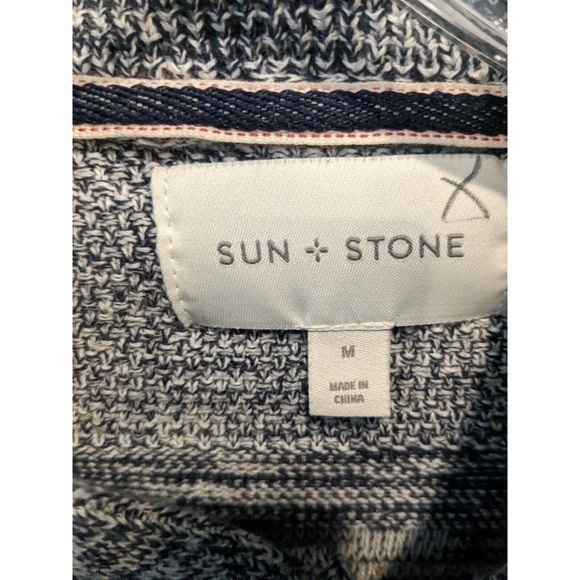 SUN + STONE
M
MADE IN
CHINA